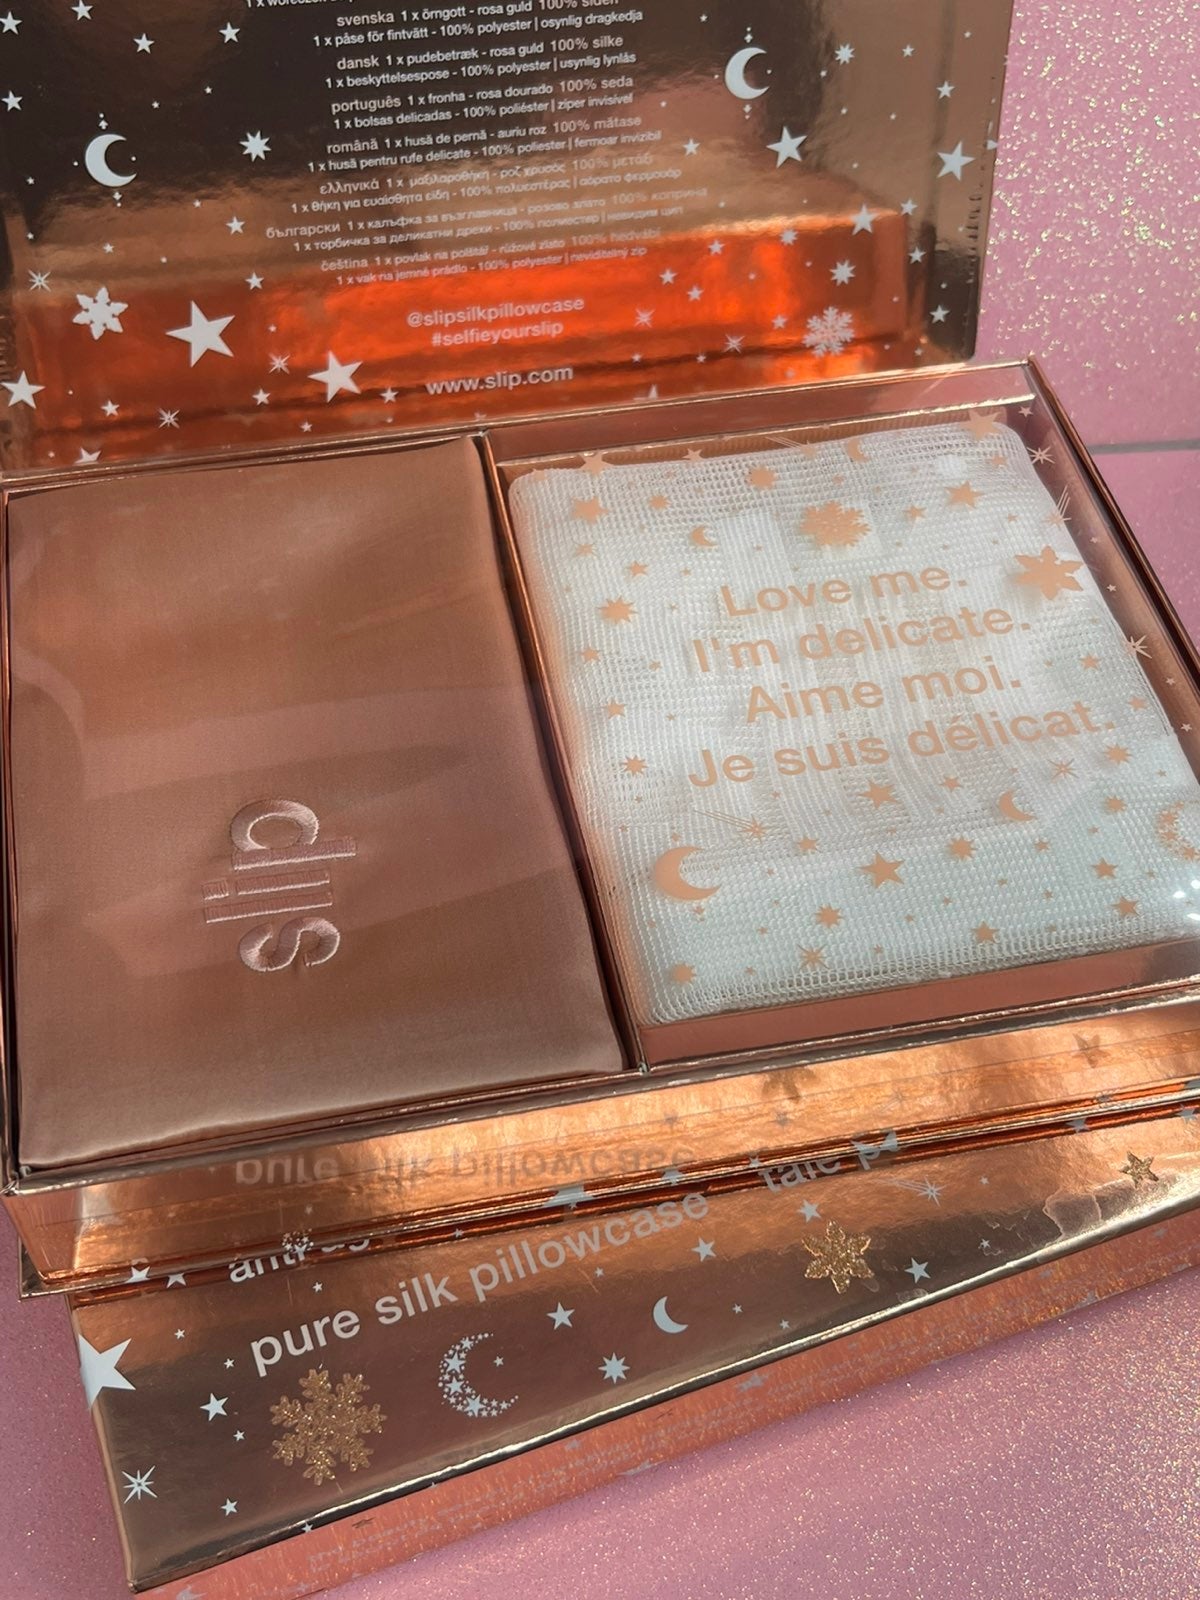 svenska 1 x örngott - rosa guld 100% siden
1 x påse för fintvätt - 100% polyester | osynlig dragkedja
dansk 1 x pudebetræk - rosa guld 100% silke
1 x beskyttelsespose - 100% polyester | usynlig lynlås
português 1 x fronha - rosa dourado 100% seda
1 x bolsas delicadas - 100% poliéster | zíper invisível
română 1 x husă de pernă - auriu roz 100% mătase
1 x husă pentru rufe delicate - 100% poliester | fermoar invizibil
ελληνικά 1 x μαξιλαροθήκη - ροζ χρυσός 100% μετάξι
1 x θήκη για ευαίσθητα είδη - 100% πολυεστέρας | αόρατο φερμουάρ
български 1 x калъфка за възглавница - розово злато 100% коприна
1 x торбичка за деликатни дрехи - 100% полиестер | невидим цип
čeština 1 x povlak na polštář - růžové zlato 100% hedvábí
1 x vak na jemné prádlo - 100% polyester | neviditelný zip
@slipsilkpillowcase
#selfieyourslip
www.slip.com
slip
Love me.
I'm delicate.
Aime moi.
Je suis délicat.
pure silk pillowcase
pure silk pillowcase